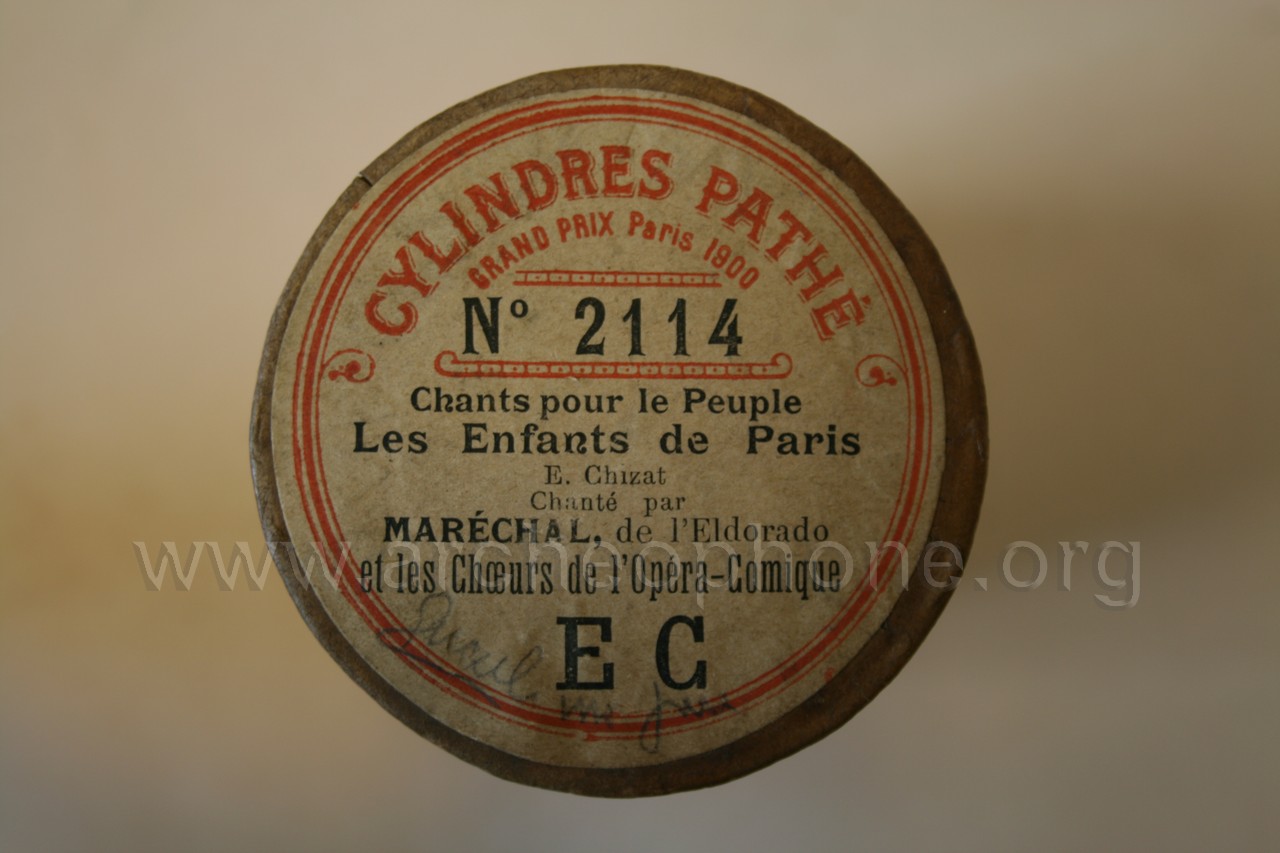 CYLINDRES PATHÉ
GRAND PRIX Paris 1900
Nº 2114
Chants pour le Peuple
Les Enfants de Paris
E. Chizat
Chanté par
MARÉCHAL, de l'Eldorado
www.archeophone.org
et les Chœurs de l'Opéra-Comique
E C